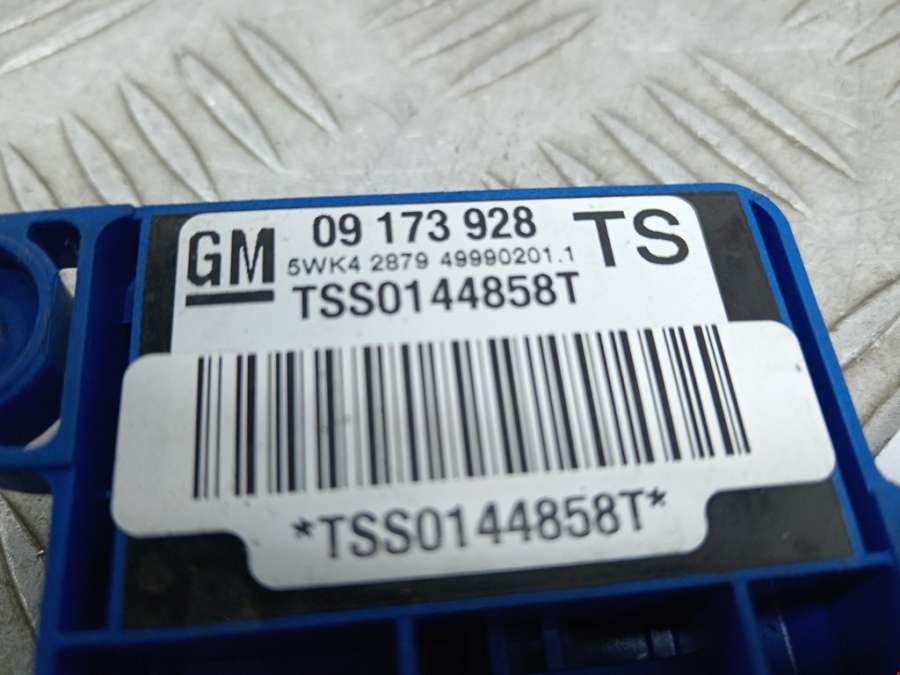 GM
09 173 928
TS
5WK4 2879 49990201.1
TSS0144858T
*TSS0144858T*